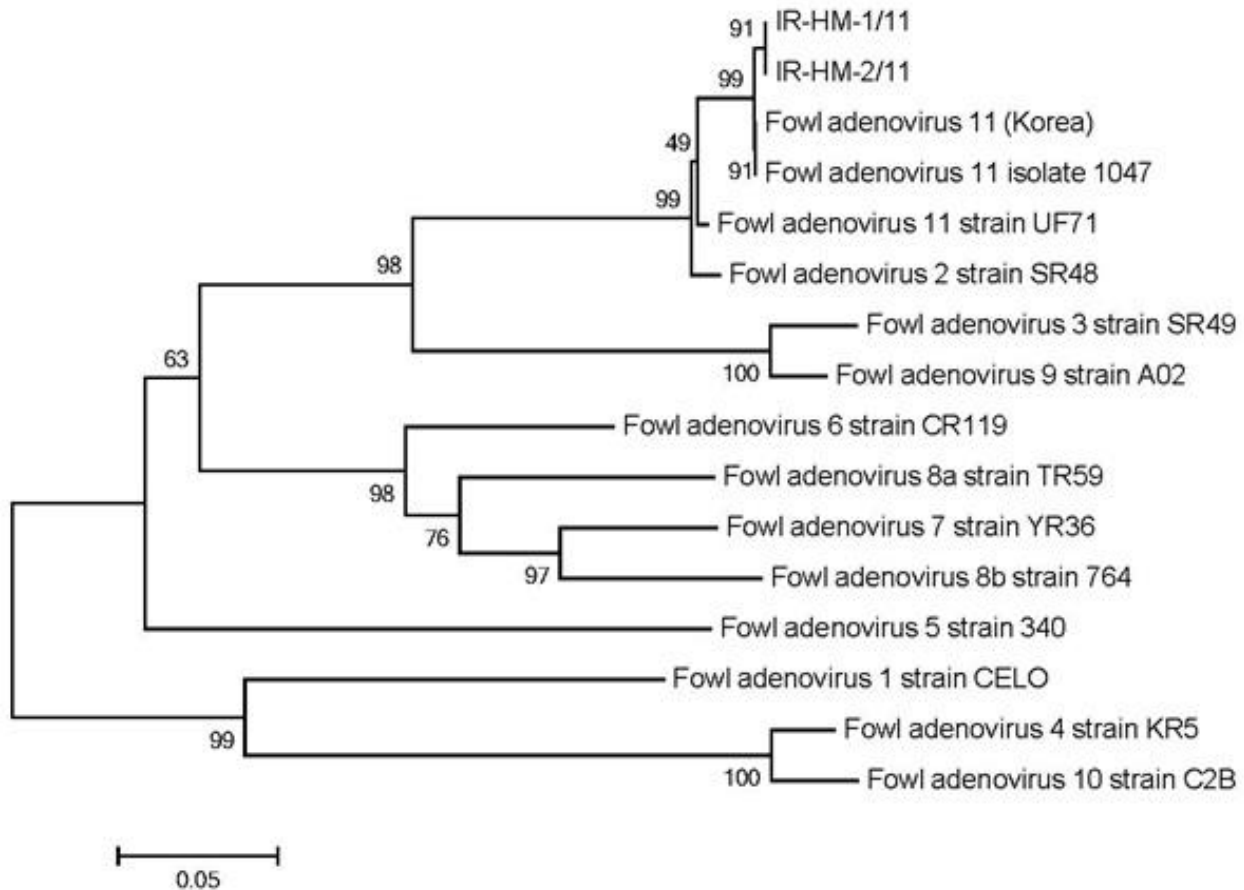 91
IR-HM-1/11
IR-HM-2/11
99
Fowl adenovirus 11 (Korea)
49
91
Fowl adenovirus 11 isolate 1047
99
Fowl adenovirus 11 strain UF71
98
Fowl adenovirus 2 strain SR48
Fowl adenovirus 3 strain SR49
63
100
Fowl adenovirus 9 strain A02
Fowl adenovirus 6 strain CR119
98
Fowl adenovirus 8a strain TR59
76
Fowl adenovirus 7 strain YR36
97
Fowl adenovirus 8b strain 764
Fowl adenovirus 5 strain 340
Fowl adenovirus 1 strain CELO
99
Fowl adenovirus 4 strain KR5
100
Fowl adenovirus 10 strain C2B
0.05